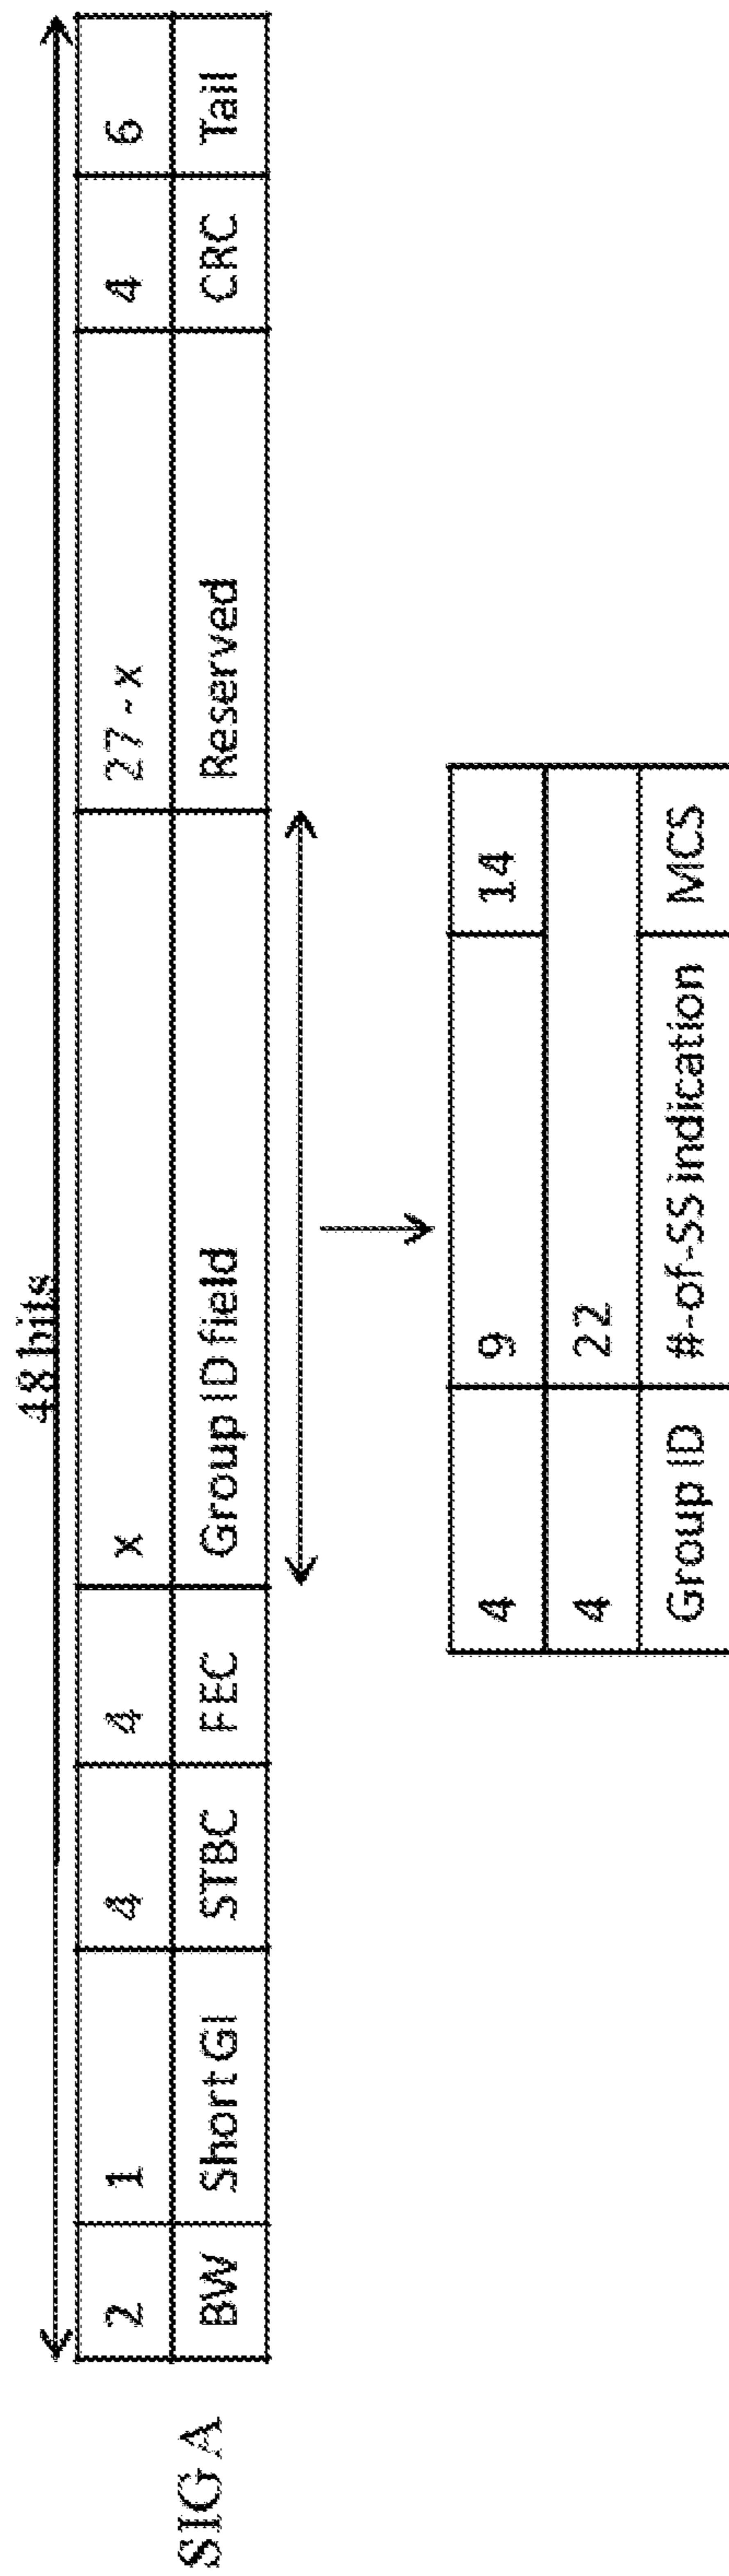 48 bits
SIG A
2 1 4 4 x 27 - x 4 6
BW Short GI STBC FEC Group ID field Reserved CRC Tail
4 9 14
4 22
Group ID #-of-SS indication MCS